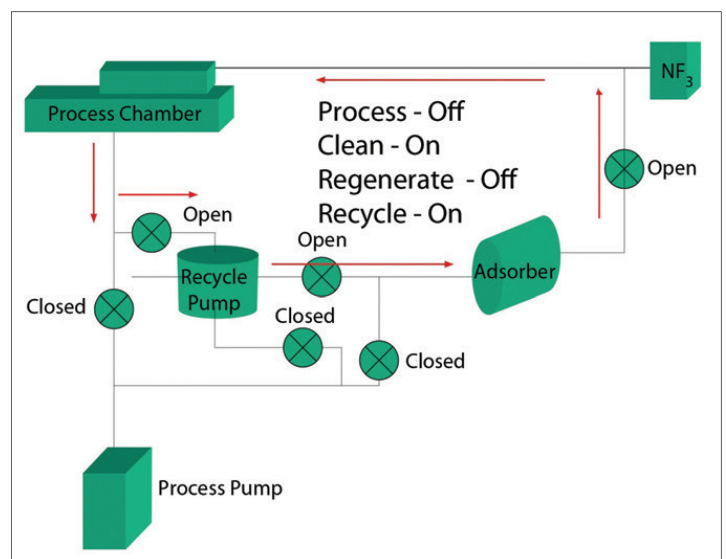 NF3
Process Chamber
Process - Off
Clean - On
Regenerate - Off
Recycle - On
Open
Open
Open
Recycle
Pump
Adsorber
Closed
Closed
Closed
Process Pump